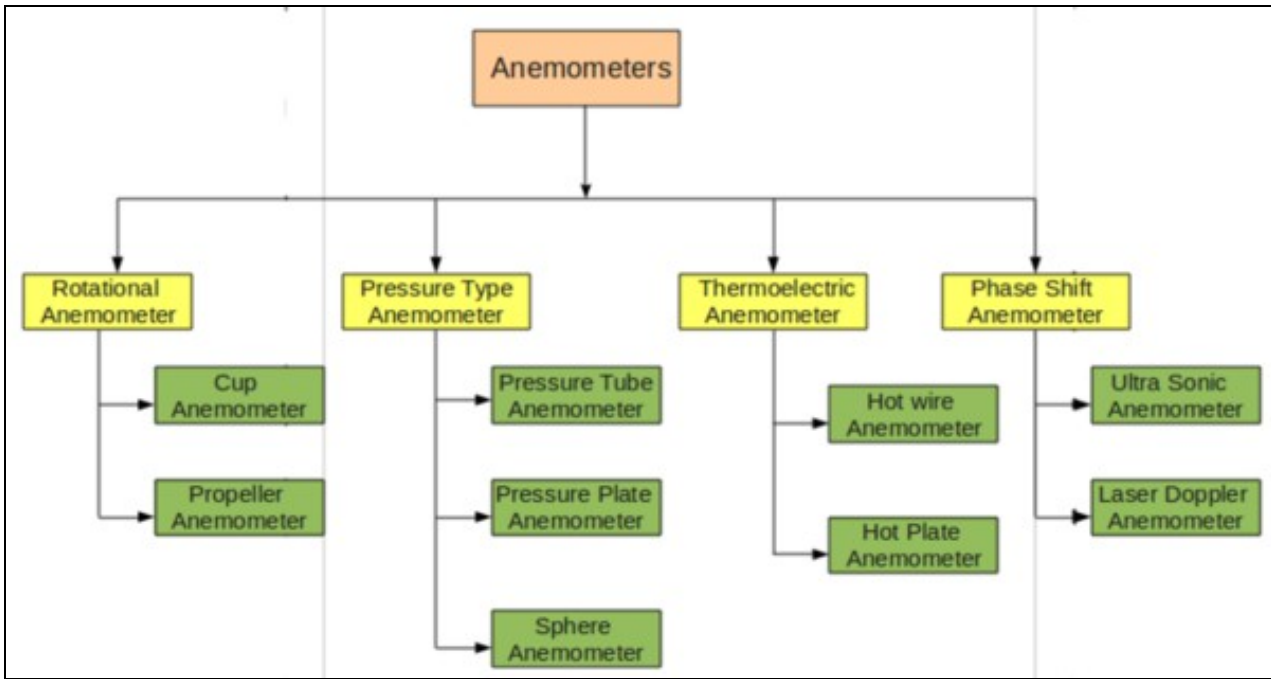 Anemometers
Rotational
Anemometer
Pressure Type
Anemometer
Thermoelectric
Anemometer
Phase Shift
Anemometer
Cup
Anemometer
Propeller
Anemometer
Pressure Tube
Anemometer
Pressure Plate
Anemometer
Sphere
Anemometer
Hot wire
Anemometer
Hot Plate
Anemometer
Ultra Sonic
Anemometer
Laser Doppler
Anemometer